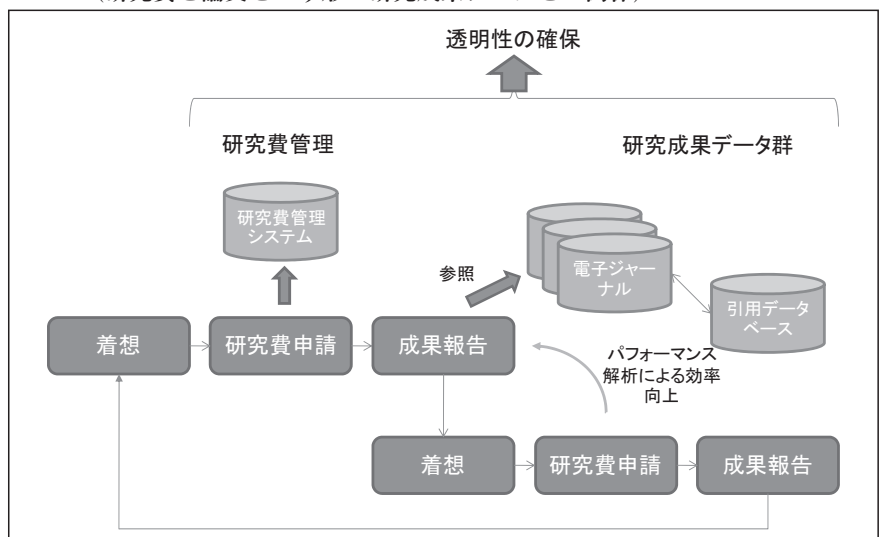 透明性の確保
研究費管理
研究成果データ群
研究費管理
システム
電子ジャー
ナル
参照
引用データ
ベース
着想
研究費申請
成果報告
パフォーマンス
解析による効率
向上
着想
研究費申請
成果報告